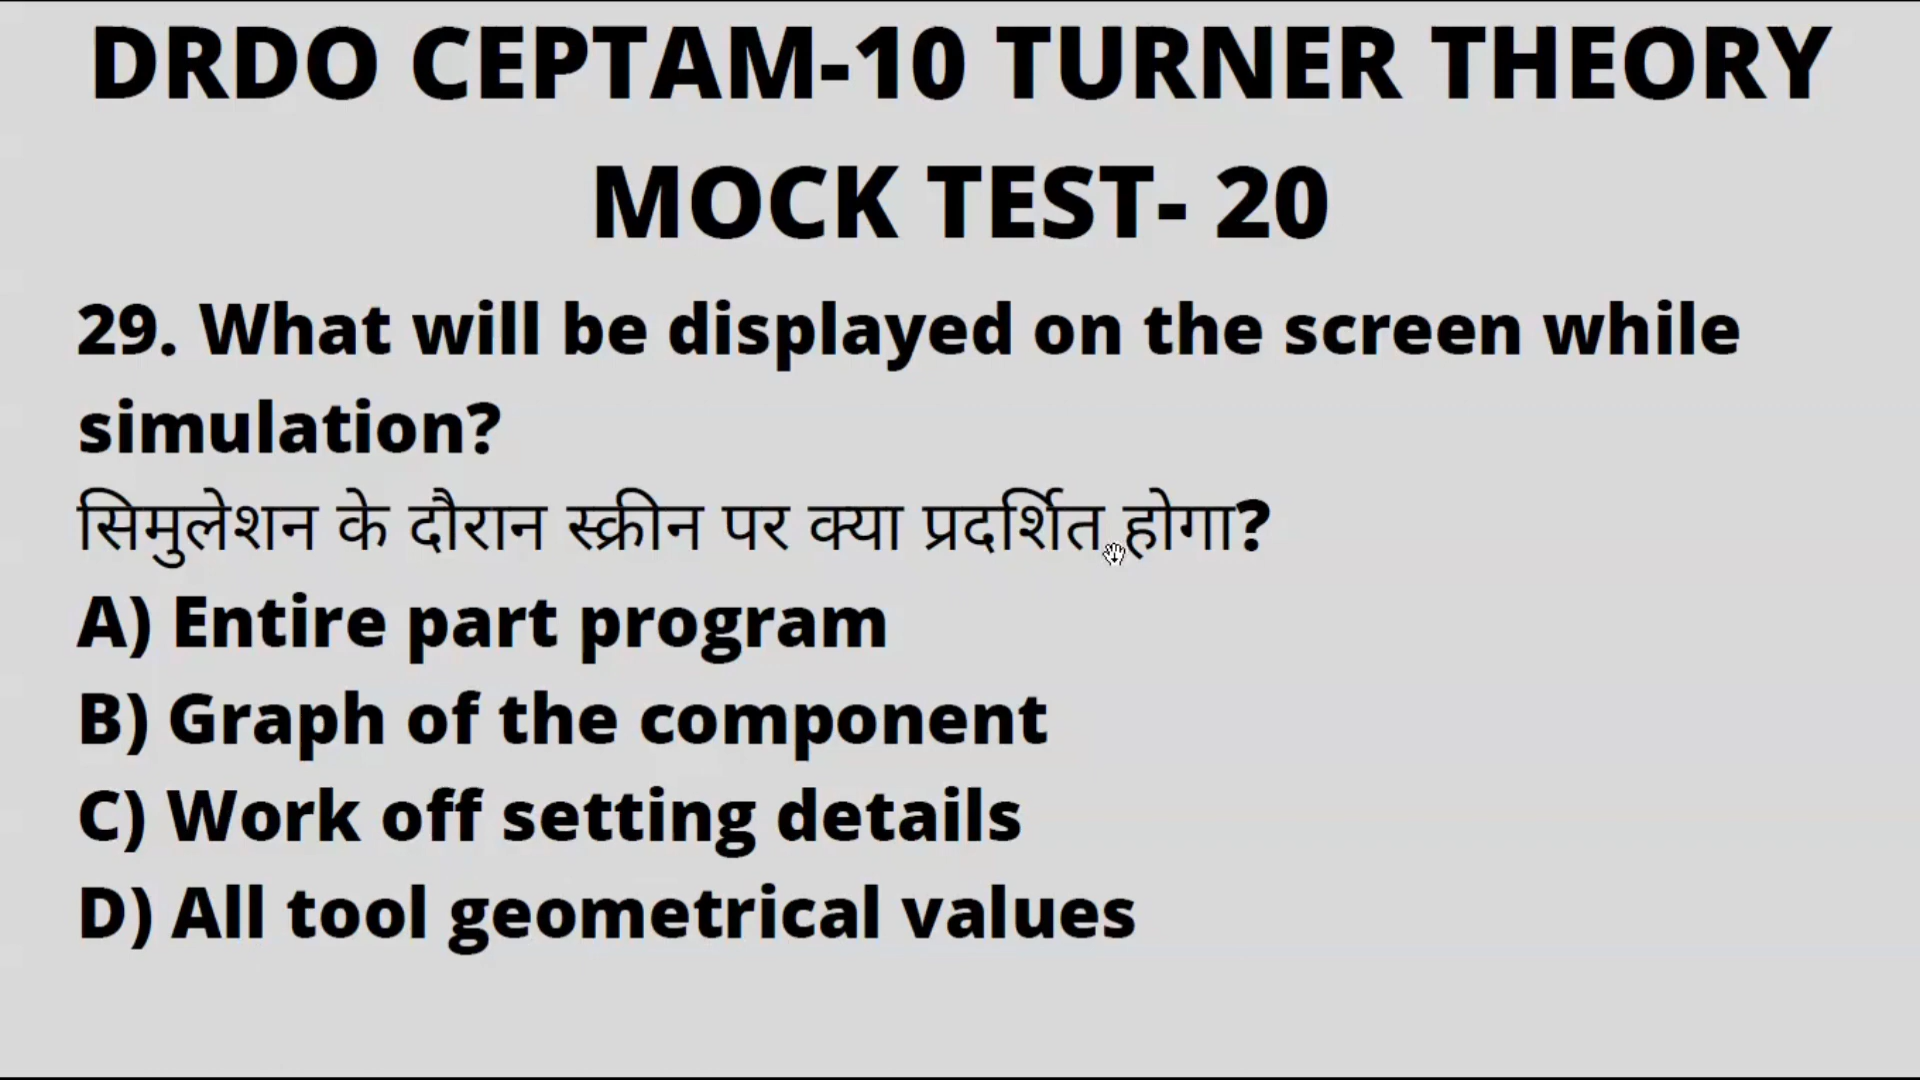 DRDO CEPTAM-10 TURNER THEORY
MOCK TEST- 20
29. What will be displayed on the screen while
simulation?
सिमुलेशन के दौरान स्क्रीन पर क्या प्रदर्शित होगा?
A) Entire part program
B) Graph of the component
C) Work off setting details
D) All tool geometrical values